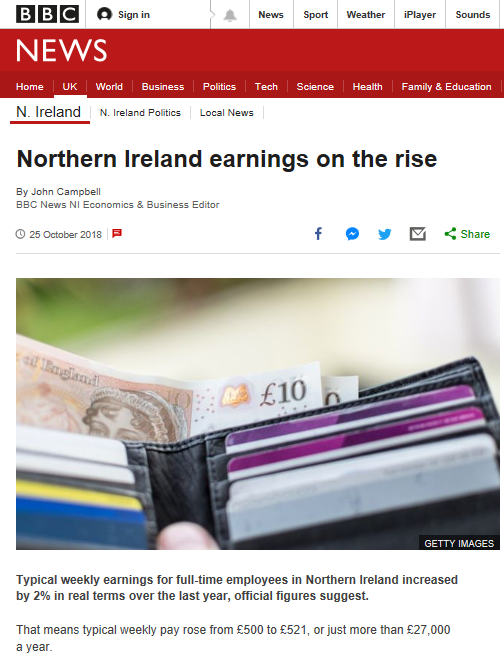 BBC Sign in News Sport Weather iPlayer Sounds
NEWS
Home UK World Business Politics Tech Science Health Family & Education
N. Ireland N. Ireland Politics Local News
Northern Ireland earnings on the rise
By John Campbell
BBC News NI Economics & Business Editor
25 October 2018 Share
of England
£10
GETTY IMAGES
Typical weekly earnings for full-time employees in Northern Ireland increased
by 2% in real terms over the last year, official figures suggest.
That means typical weekly pay rose from £500 to £521, or just more than £27,000
a year.